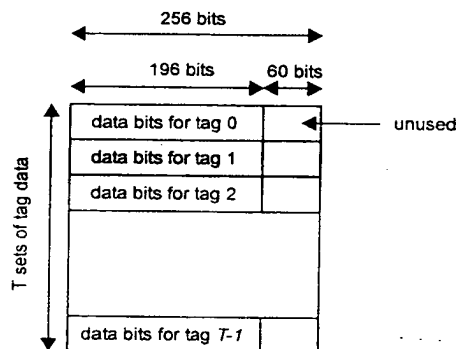 256 bits
196 bits 60 bits
data bits for tag 0
unused
data bits for tag 1
data bits for tag 2
T sets of tag data
data bits for tag T-1